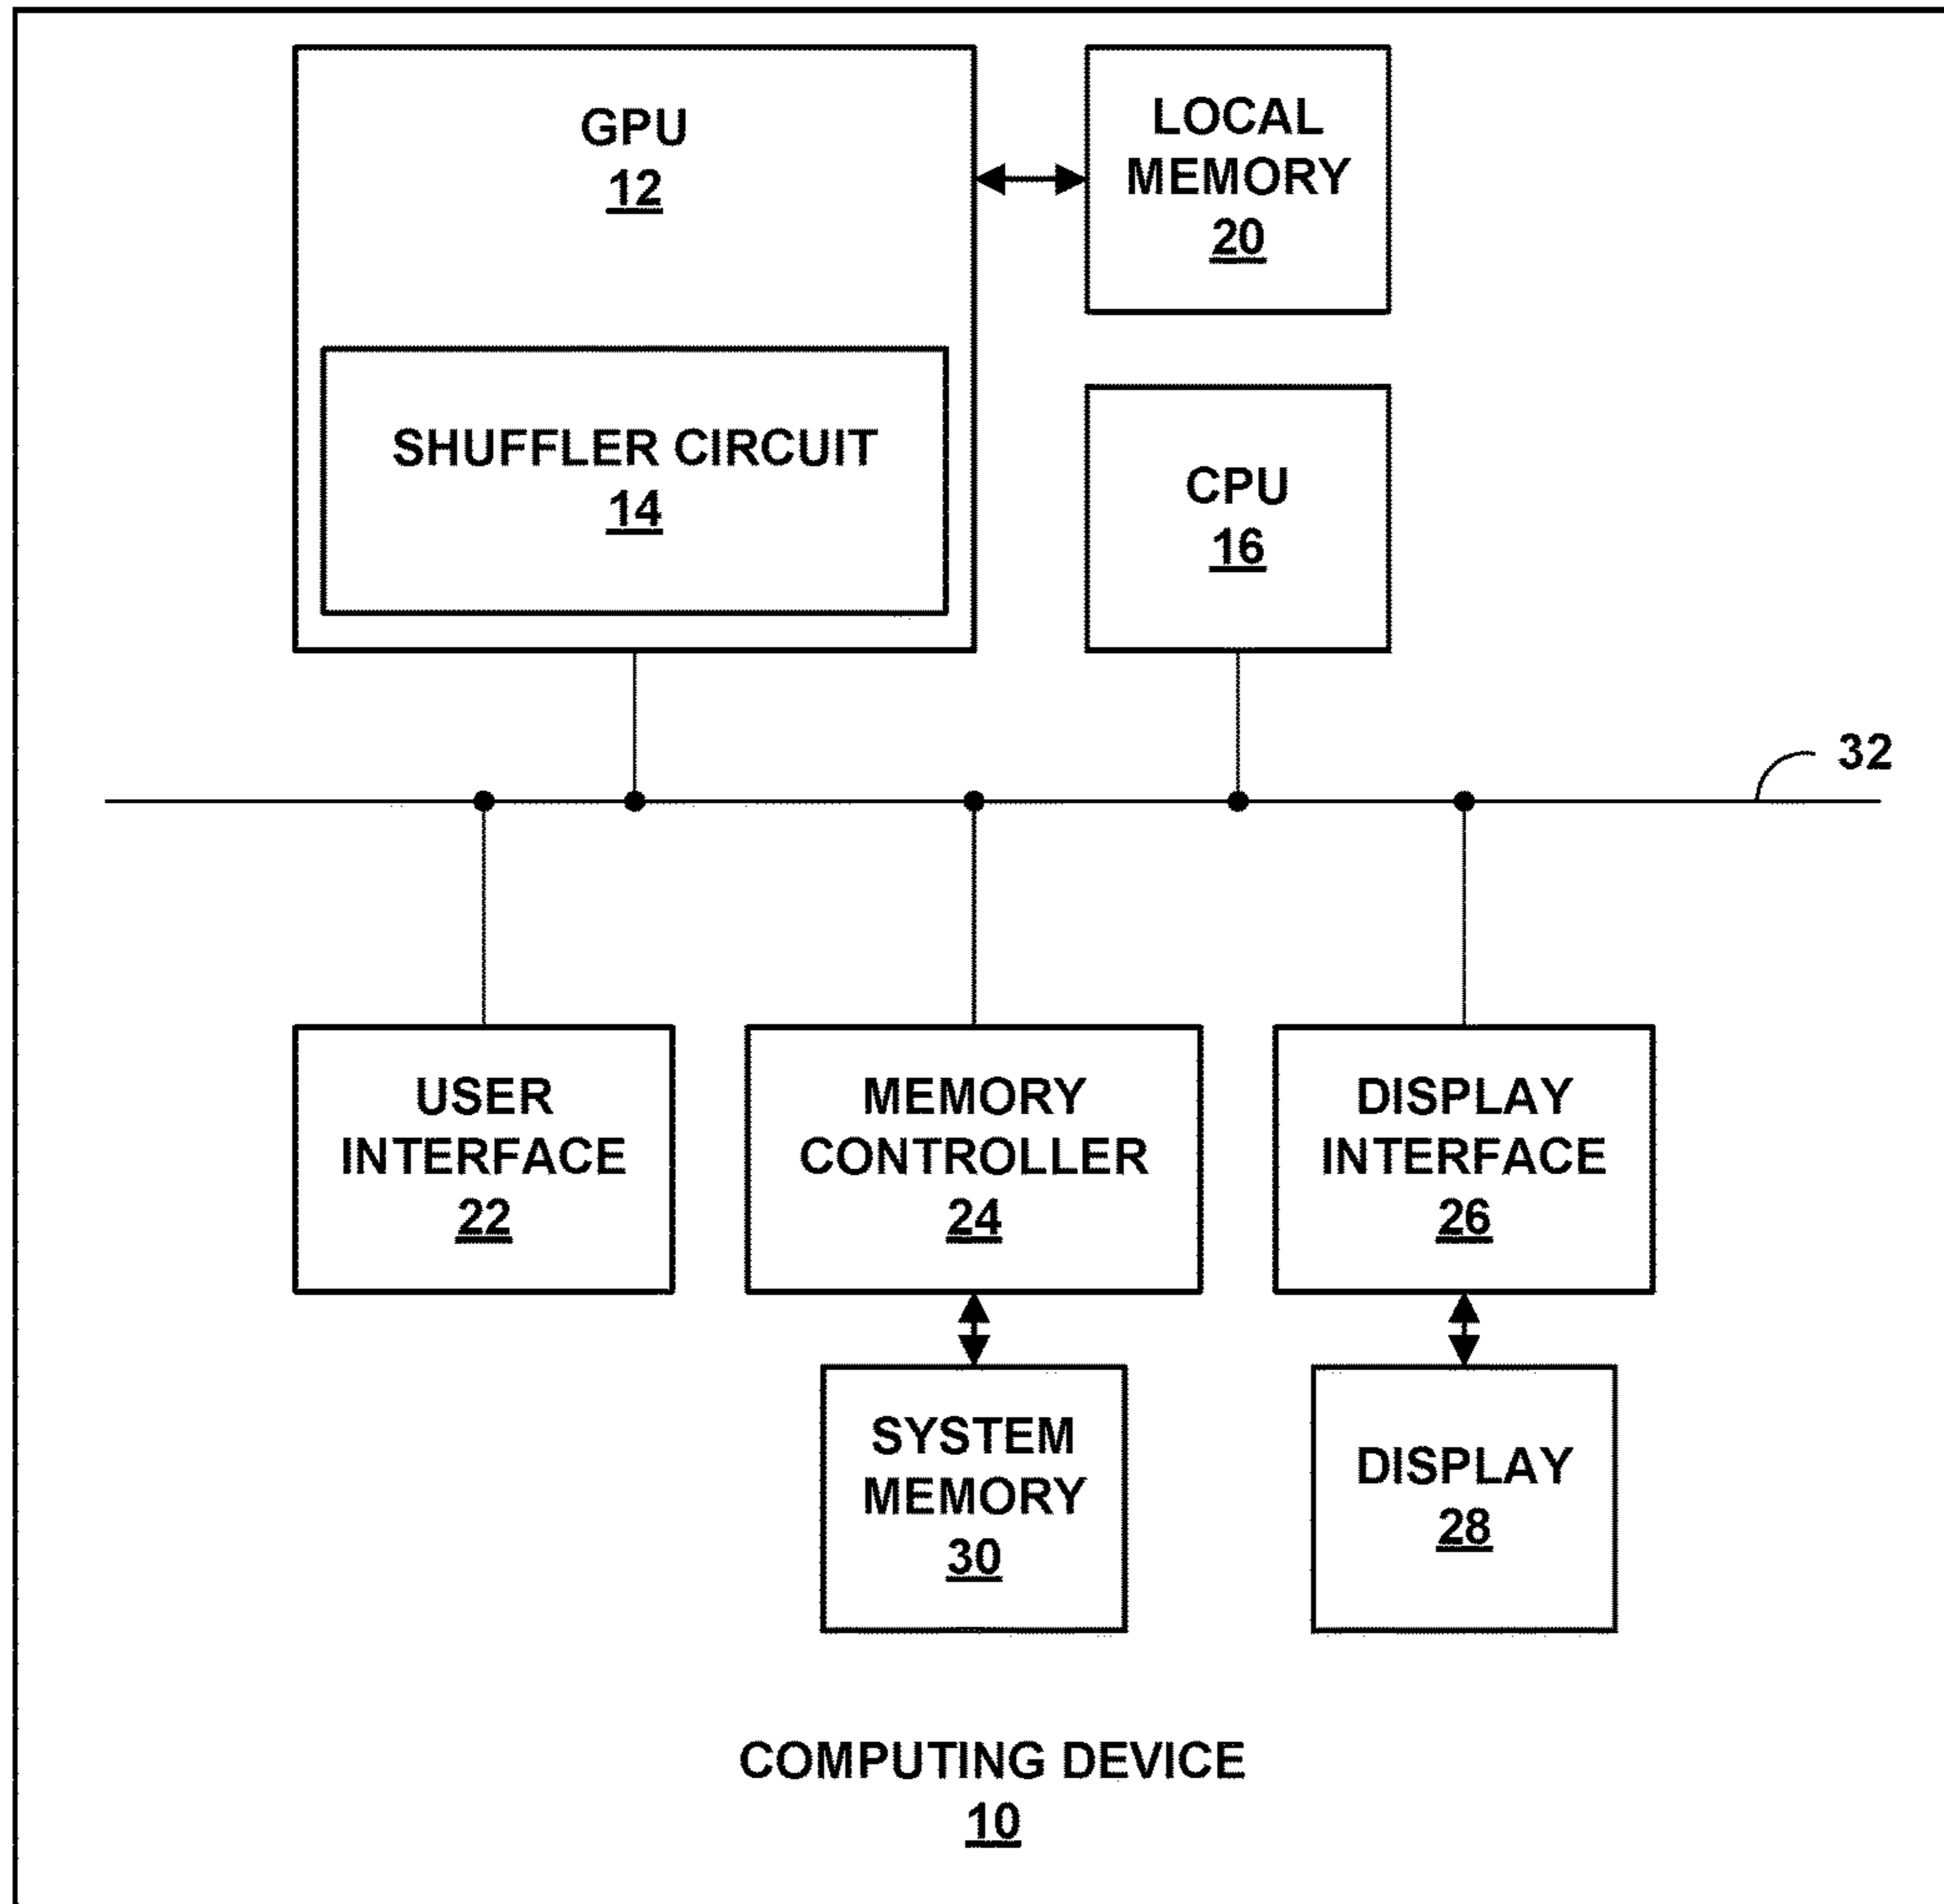 GPU
12
LOCAL
MEMORY
20
SHUFFLER CIRCUIT
14
CPU
16
32
USER
INTERFACE
22
MEMORY
CONTROLLER
24
DISPLAY
INTERFACE
26
SYSTEM
MEMORY
30
DISPLAY
28
COMPUTING DEVICE
10